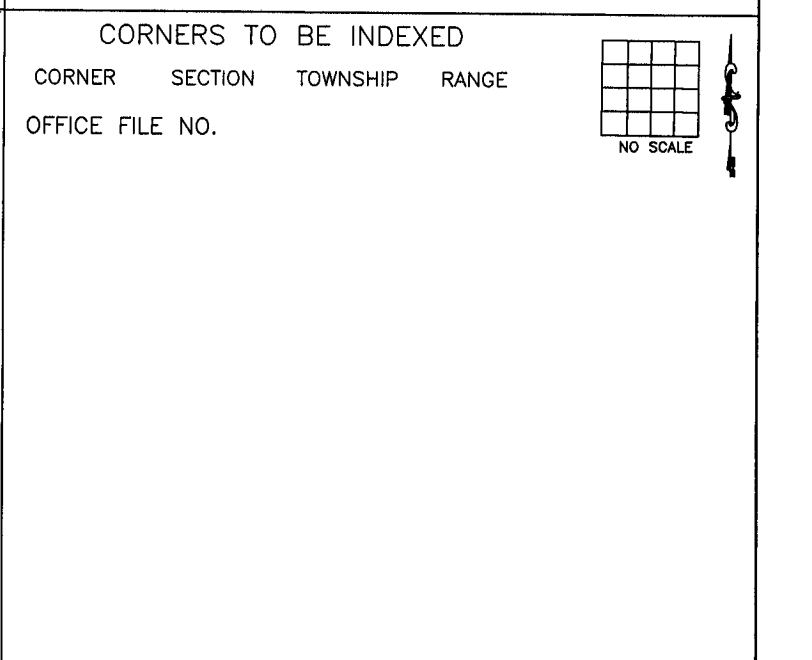 CORNERS TO BE INDEXED
CORNER SECTION TOWNSHIP RANGE
OFFICE FILE NO.
NO SCALE